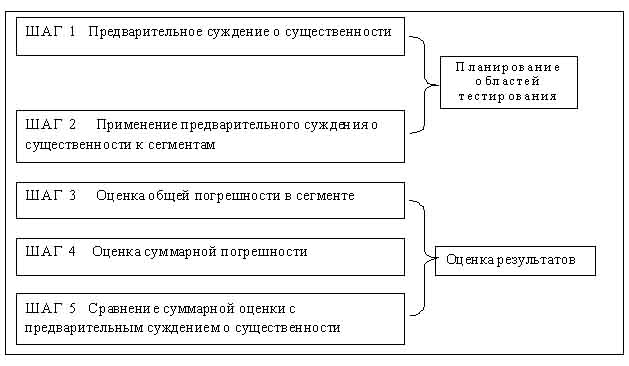 ШАГ 1 Предварительное суждение о существенности
Планирование
областей
тестирования
ШАГ 2 Применение предварительного суждения о
существенности к сегментам
ШАГ 3 Оценка общей погрешности в сегменте
ШАГ 4 Оценка суммарной погрешности
Оценка результатов
ШАГ 5 Сравнение суммарной оценки с
предварительным суждением о существенности